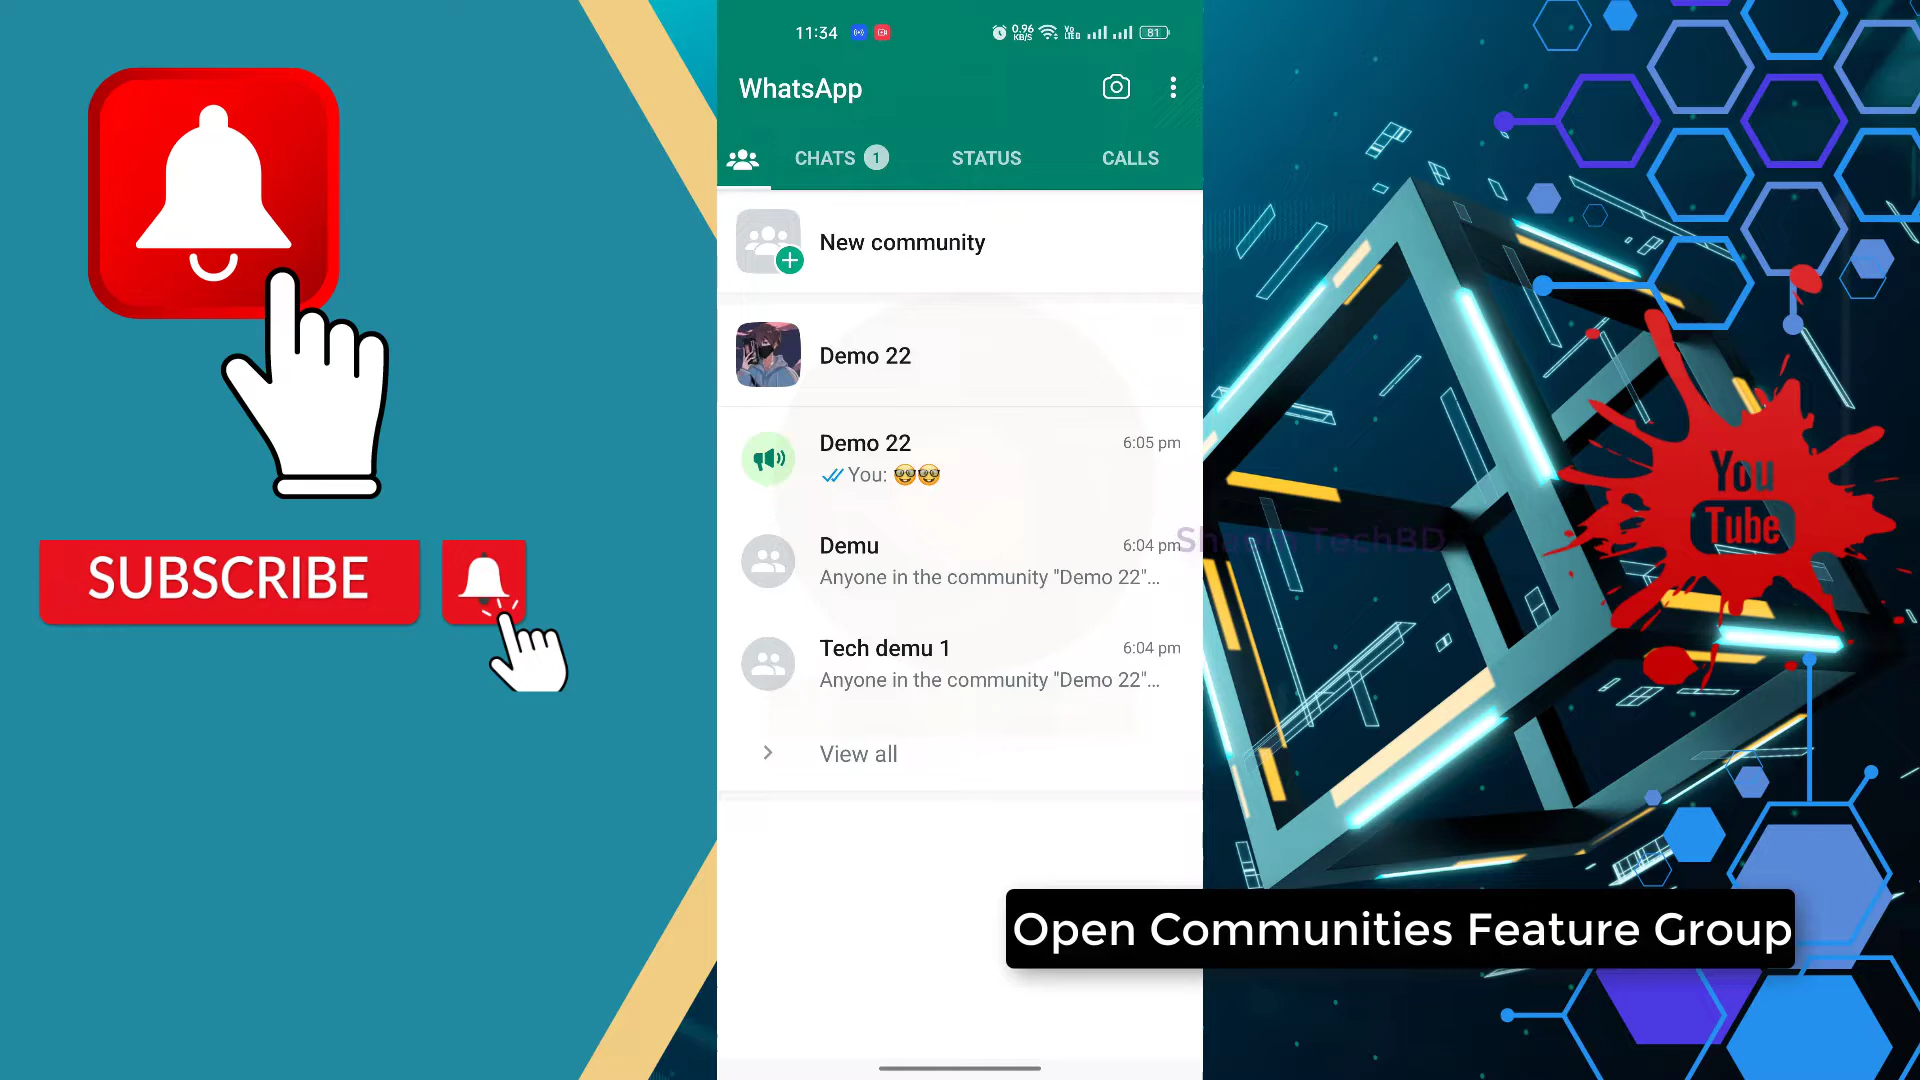 11:34
0.96 KB/S
81
WhatsApp
CHATS 1
STATUS
CALLS
New community
Demo 22
Demo 22
6:05 pm
You: 🤓🤓
Demu
6:04 pm
Anyone in the community "Demo 22"...
Tech demu 1
6:04 pm
Anyone in the community "Demo 22"...
View all
SUBSCRIBE
You
Tube
Open Communities Feature Group